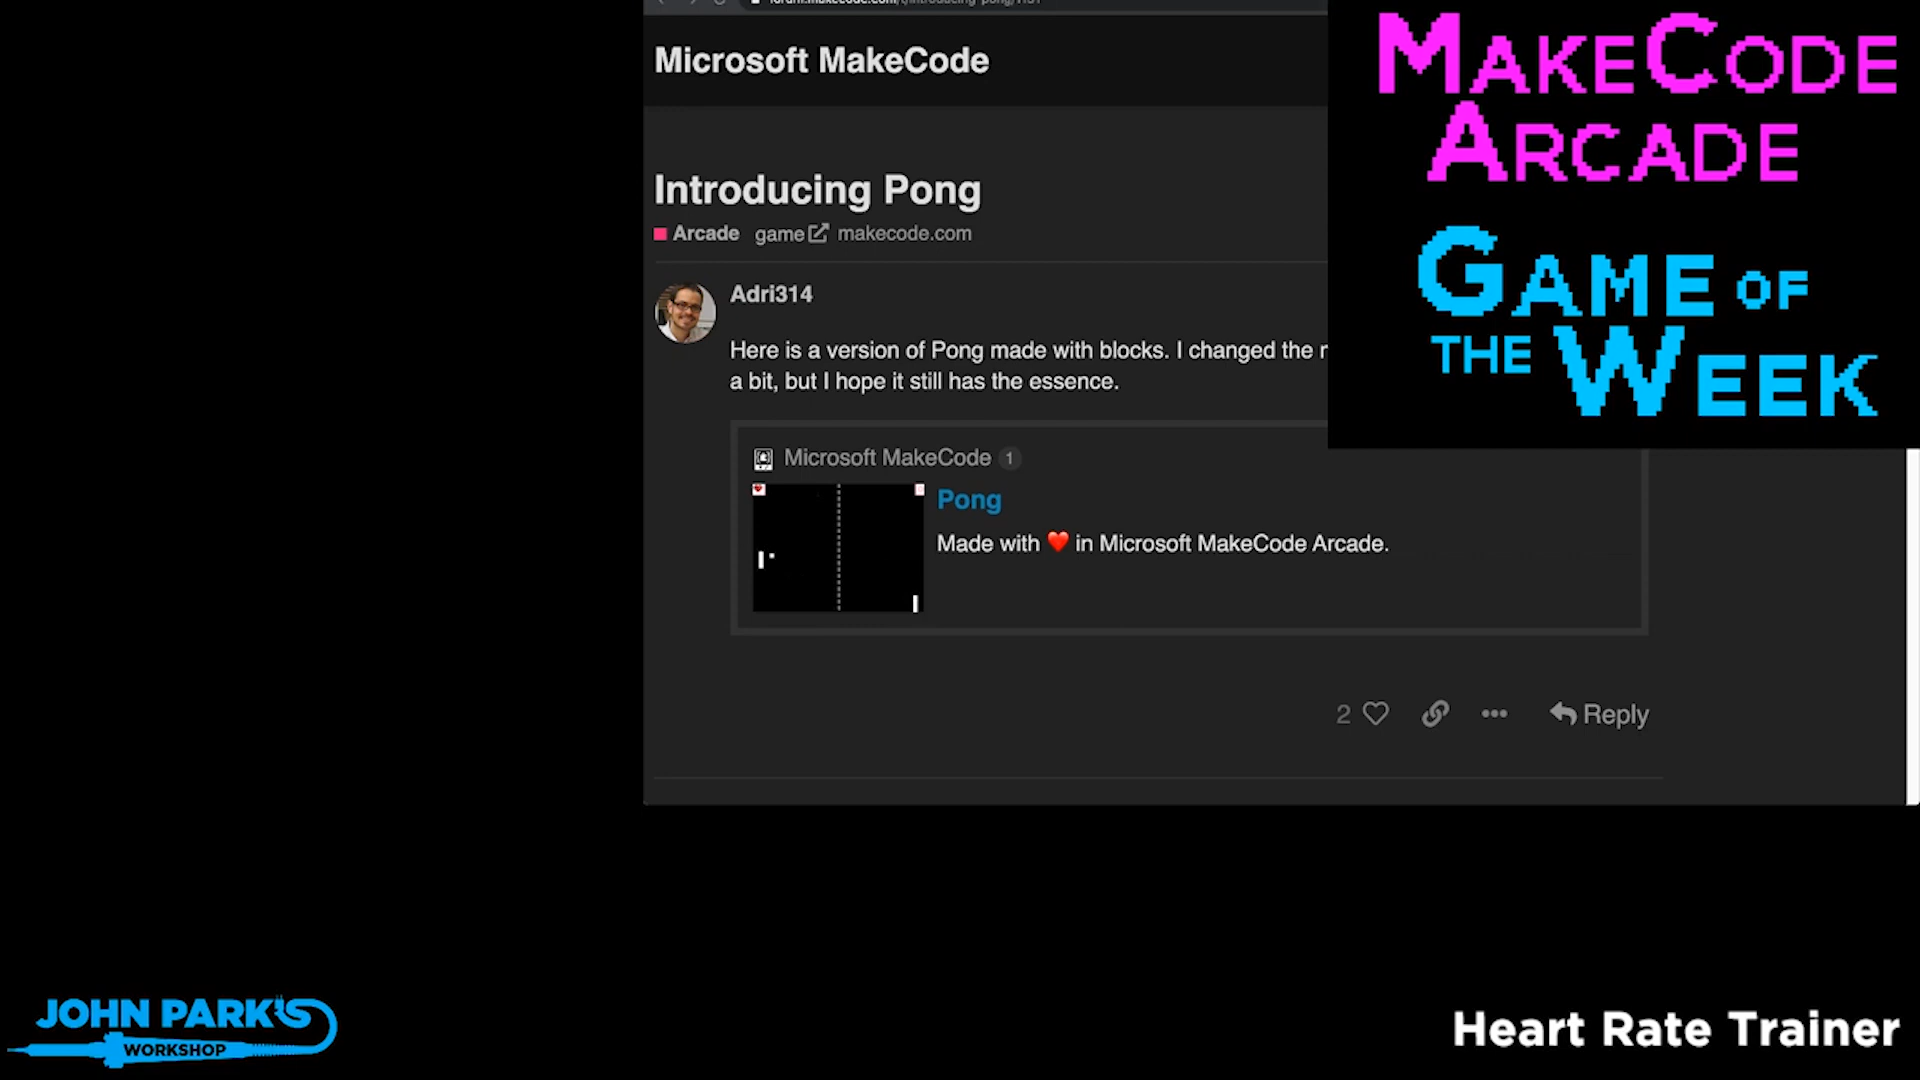 Microsoft MakeCode
Introducing Pong
Arcade game makecode.com
Adri314
Here is a version of Pong made with blocks. I changed the
a bit, but I hope it still has the essence.
Microsoft MakeCode 1
Pong
Made with ❤️ in Microsoft MakeCode Arcade.
2
Reply
MAKECODE
ARCADE
GAME OF
THE WEEK
JOHN PARK'S
WORKSHOP
Heart Rate Trainer